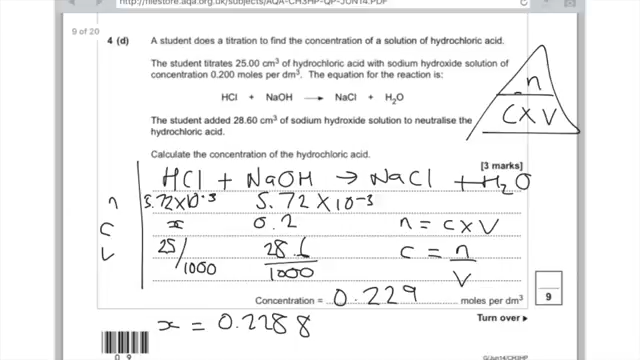 http://filestore.aqa.org.uk/subjects/AQA-CH3HP-QP-JUN14.PDF
9 of 20
4 (d) A student does a titration to find the concentration of a solution of hydrochloric acid.
The student titrates 25.00 cm³ of hydrochloric acid with sodium hydroxide solution of
concentration 0.200 moles per dm³. The equation for the reaction is:
HCl + NaOH → NaCl + H₂O
n
C X V
The student added 28.60 cm³ of sodium hydroxide solution to neutralise the
hydrochloric acid.
Calculate the concentration of the hydrochloric acid.
[3 marks]
HCl + NaOH → NaCl + H₂O
n 5.72×10⁻³ 5.72 ×10⁻³
C x 0.2 n = C X V
V 25/1000 28.6/1000 C = n/V
Concentration = 0.229 moles per dm³
9
x = 0.2288
Turn over ▸
0 9
G/Jun14/CH3HP